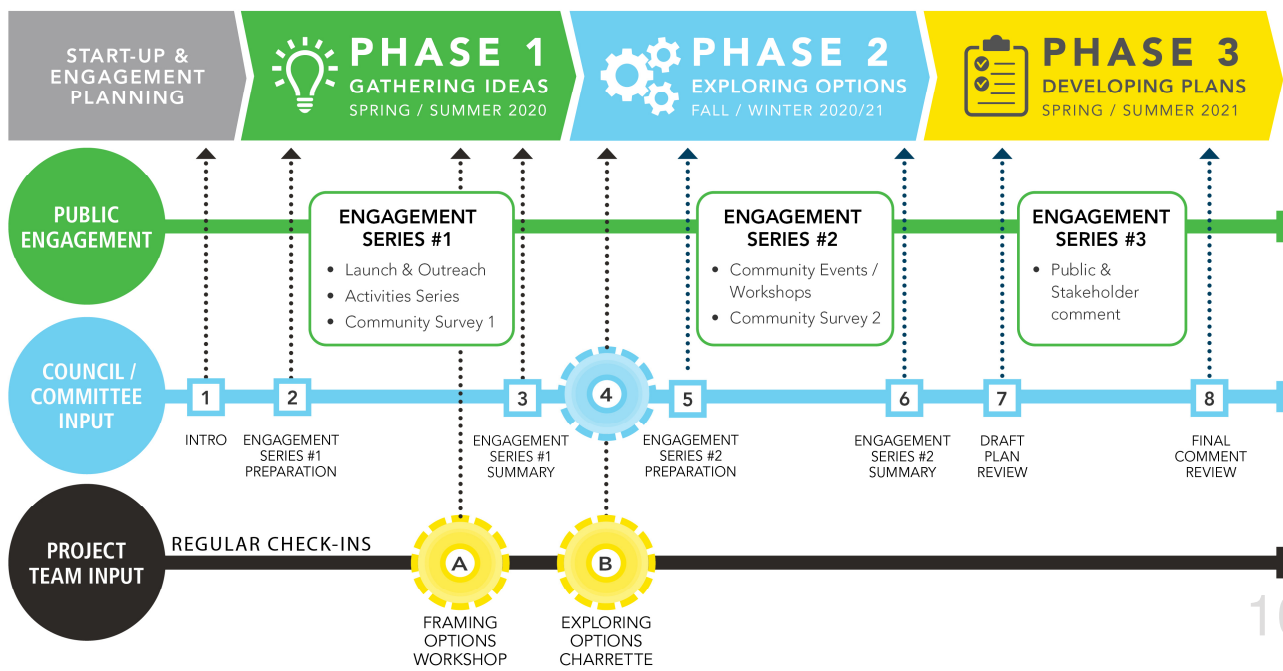 START-UP &
ENGAGEMENT
PLANNING
PHASE 1
GATHERING IDEAS
SPRING / SUMMER 2020
PHASE 2
EXPLORING OPTIONS
FALL / WINTER 2020/21
PHASE 3
DEVELOPING PLANS
SPRING / SUMMER 2021
PUBLIC
ENGAGEMENT
ENGAGEMENT
SERIES #1
• Launch & Outreach
• Activities Series
• Community Survey 1
ENGAGEMENT
SERIES #2
• Community Events /
Workshops
• Community Survey 2
ENGAGEMENT
SERIES #3
• Public &
Stakeholder
comment
COUNCIL /
COMMITTEE
INPUT
1
INTRO
2
ENGAGEMENT
SERIES #1
PREPARATION
3
ENGAGEMENT
SERIES #1
SUMMARY
4
5
ENGAGEMENT
SERIES #2
PREPARATION
6
ENGAGEMENT
SERIES #2
SUMMARY
7
DRAFT
PLAN
REVIEW
8
FINAL
COMMENT
REVIEW
PROJECT
TEAM INPUT
REGULAR CHECK-INS
A
FRAMING
OPTIONS
WORKSHOP
B
EXPLORING
OPTIONS
CHARRETTE